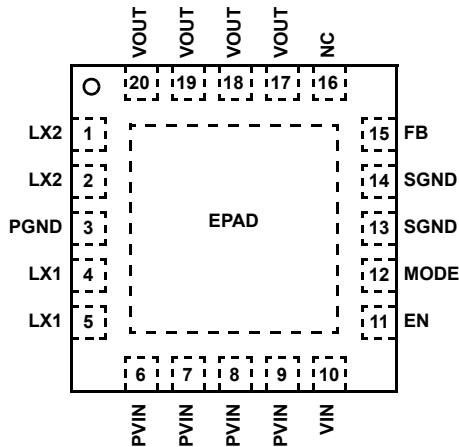 VOUT VOUT VOUT VOUT NC
20 19 18 17 16
LX2 1 15 FB
LX2 2 14 SGND
EPAD
PGND 3 13 SGND
LX1 4 12 MODE
LX1 5 11 EN
6 7 8 9 10
PVIN PVIN PVIN PVIN VIN